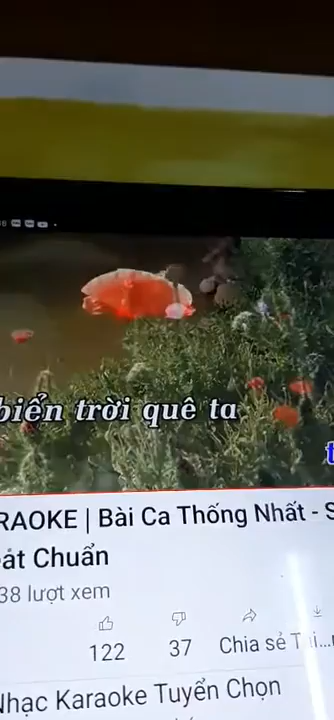 biển trời quê ta
RAOKE | Bài Ca Thống Nhất - S
eat Chuẩn
38 lượt xem
122
37
Chia sẻ
Nhạc Karaoke Tuyển Chọn